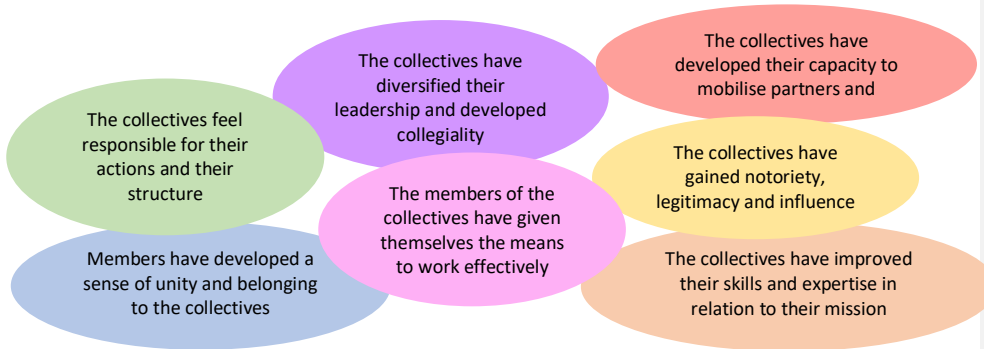 The collectives feel
responsible for their
actions and their
structure
The collectives have
diversified their
leadership and developed
collegiality
The collectives have
developed their capacity to
mobilise partners and
The members of the
collectives have given
themselves the means
to work effectively
The collectives have
gained notoriety,
legitimacy and influence
Members have developed a
sense of unity and belonging
to the collectives
The collectives have improved
their skills and expertise in
relation to their mission